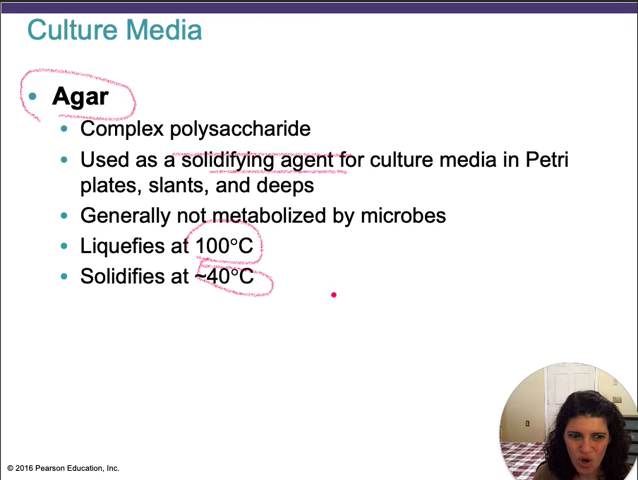 Culture Media
• Agar
• Complex polysaccharide
• Used as a solidifying agent for culture media in Petri
plates, slants, and deeps
• Generally not metabolized by microbes
• Liquefies at 100°C
• Solidifies at ~40°C
© 2016 Pearson Education, Inc.